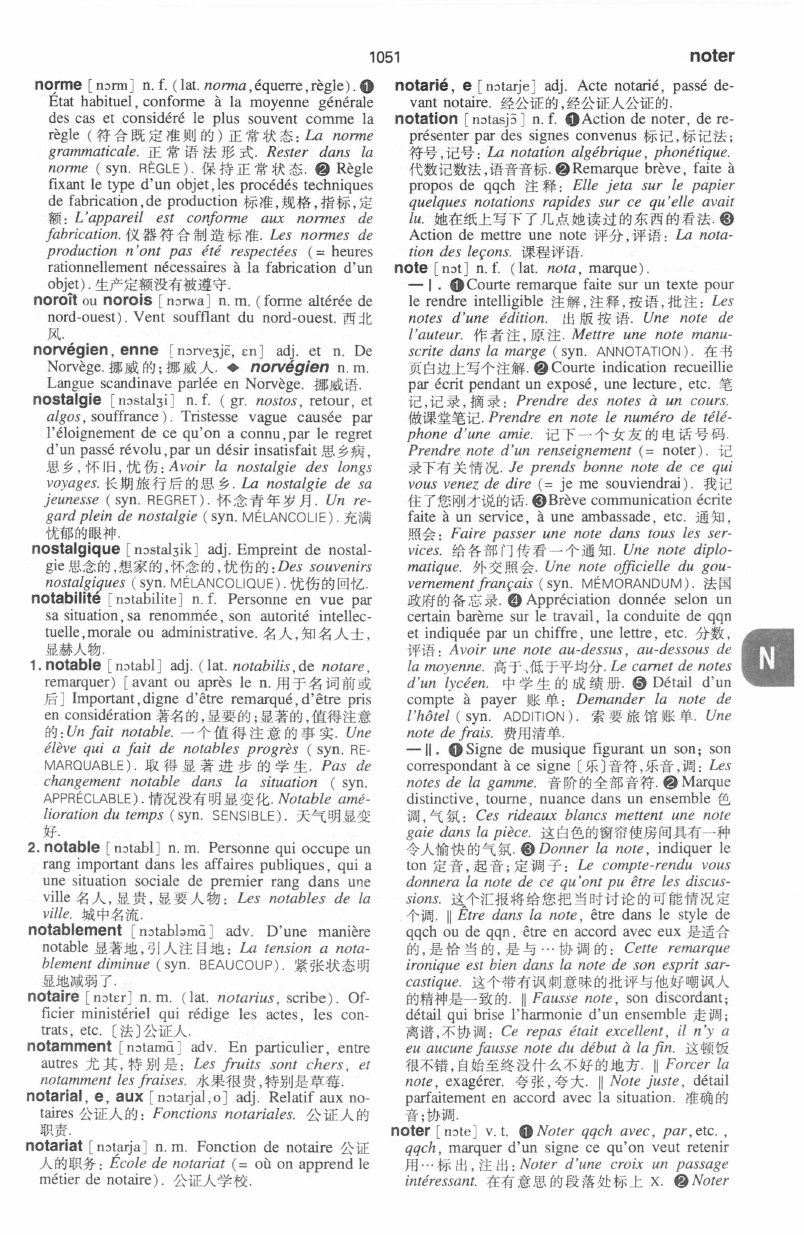 1051
noter
norme [nɔrm] n. f. (lat. norma, équerre, règle). ❶
État habituel, conforme à la moyenne générale
des cas et considéré le plus souvent comme la
règle (符合既定准则的)正常状态: La norme
grammaticale. 正常语法形式. Rester dans la
norme (syn. RÈGLE). 保持正常状态. ❷ Règle
fixant le type d'un objet, les procédés techniques
de fabrication, de production 标准,规格,指标,定
额: L'appareil est conforme aux normes de
fabrication. 仪器符合制造标准. Les normes de
production n'ont pas été respectées (= heures
rationnellement nécessaires à la fabrication d'un
objet). 生产定额没有被遵守.
noroît ou norois [nɔrwa] n. m. (forme altérée de
nord-ouest). Vent soufflant du nord-ouest. 西北
风.
norvégien, enne [nɔrveʒjɛ̃, ɛn] adj. et n. De
Norvège. 挪威的;挪威人. ◆ norvégien n. m.
Langue scandinave parlée en Norvège. 挪威语.
nostalgie [nɔstalʒi] n. f. (gr. nostos, retour, et
algos, souffrance). Tristesse vague causée par
l'éloignement de ce qu'on a connu, par le regret
d'un passé révolu, par un désir insatisfait 思乡病,
思乡,怀旧,忧伤: Avoir la nostalgie des longs
voyages. 长期旅行后的思乡. La nostalgie de sa
jeunesse (syn. REGRET). 怀念青年岁月. Un re-
gard plein de nostalgie (syn. MÉLANCOLIE). 充满
忧郁的眼神.
nostalgique [nɔstalʒik] adj. Empreint de nostal-
gie 思念的,想家的,怀念的,忧伤的: Des souvenirs
nostalgiques (syn. MÉLANCOLIQUE). 忧伤的回忆.
notabilité [nɔtabilite] n. f. Personne en vue par
sa situation, sa renommée, son autorité intellec-
tuelle, morale ou administrative. 名人,知名人士,
显赫人物.
1. notable [nɔtabl] adj. (lat. notabilis, de notare,
remarquer) [avant ou après le n. 用于名词前或
后] Important, digne d'être remarqué, d'être pris
en considération 著名的,显要的;显著的,值得注意
的: Un fait notable. 一个值得注意的事实. Une
élève qui a fait de notables progrès (syn. RE-
MARQUABLE). 取得显著进步的学生. Pas de
changement notable dans la situation (syn.
APPRÉCLABLE). 情况没有明显变化. Notable amé-
lioration du temps (syn. SENSIBLE). 天气明显变
好.
2. notable [nɔtabl] n. m. Personne qui occupe un
rang important dans les affaires publiques, qui a
une situation sociale de premier rang dans une
ville 名人,显贵,显要人物: Les notables de la
ville. 城中名流.
notablement [nɔtabləmɑ̃] adv. D'une manière
notable 显著地,引人注目地: La tension a nota-
blement diminue (syn. BEAUCOUP). 紧张状态明
显地减弱了.
notaire [nɔtɛr] n. m. (lat. notarius, scribe). Of-
ficier ministériel qui rédige les actes, les con-
trats, etc. 〔法〕公证人.
notamment [nɔtamɑ̃] adv. En particulier, entre
autres 尤其,特别是: Les fruits sont chers, et
notamment les fraises. 水果很贵,特别是草莓.
notarial, e, aux [nɔtarjal, o] adj. Relatif aux no-
taires 公证人的: Fonctions notariales. 公证人的
职责.
notariat [nɔtarja] n. m. Fonction de notaire 公证
人的职务: École de notariat (= où on apprend le
métier de notaire). 公证人学校.
notarié, e [nɔtarje] adj. Acte notarié, passé de-
vant notaire. 经公证的,经公证人公证的.
notation [nɔtasjɔ̃] n. f. ❶ Action de noter, de re-
présenter par des signes convenus 标记,标记法;
符号,记号: La notation algébrique, phonétique.
代数记数法,语音音标. ❷ Remarque brève, faite à
propos de qqch 注释: Elle jeta sur le papier
quelques notations rapides sur ce qu'elle avait
lu. 她在纸上写下了几点她读过的东西的看法. ❸
Action de mettre une note 评分,评语: La nota-
tion des leçons. 课程评语.
note [nɔt] n. f. (lat. nota, marque).
— I. ❶ Courte remarque faite sur un texte pour
le rendre intelligible 注解,注释,按语,批注: Les
notes d'une édition. 出版按语. Une note de
l'auteur. 作者注,原注. Mettre une note manu-
scrite dans la marge (syn. ANNOTATION). 在书
页白边上写个注解. ❷ Courte indication recueillie
par écrit pendant un exposé, une lecture, etc. 笔
记,记录,摘录: Prendre des notes à un cours.
做课堂笔记. Prendre en note le numéro de télé-
phone d'une amie. 记下一个女友的电话号码.
Prendre note d'un renseignement (= noter). 记
录下有关情况. Je prends bonne note de ce qui
vous venez de dire (= je me souviendrai). 我记
住了您刚才说的话. ❸ Brève communication écrite
faite à un service, à une ambassade, etc. 通知,
照会: Faire passer une note dans tous les ser-
vices. 给各部门传看一个通知. Une note diplo-
matique. 外交照会. Une note officielle du gou-
vernement français (syn. MÉMORANDUM). 法国
政府的备忘录. ❹ Appréciation donnée selon un
certain barème sur le travail, la conduite de qqn
et indiquée par un chiffre, une lettre, etc. 分数,
评语: Avoir une note au-dessus, au-dessous de
la moyenne. 高于、低于平均分. Le carnet de notes
d'un lycéen. 中学生的成绩册. ❺ Détail d'un
compte à payer 账单: Demander la note de
l'hôtel (syn. ADDITION). 索要旅馆账单. Une
note de frais. 费用清单.
— II. ❶ Signe de musique figurant un son; son
correspondant à ce signe [乐]音符,乐音,调: Les
notes de la gamme. 音阶的全部音符. ❷ Marque
distinctive, tourne, nuance dans un ensemble 色
调,气氛: Ces rideaux blancs mettent une note
gaie dans la pièce. 这白色的窗帘使房间具有一种
令人愉快的气氛. ❸ Donner la note, indiquer le
ton 定音,起音;定调子: Le compte-rendu vous
donnera la note de ce qu'ont pu être les discus-
sions. 这个汇报将给您把当时讨论的可能情况定
个调. ‖ Être dans la note, être dans le style de
qqch ou de qqn, être en accord avec eux 是适合
的,是恰当的,是与…协调的: Cette remarque
ironique est bien dans la note de son esprit sar-
castique. 这个带有讽刺意味的批评与他好嘲讽人
的精神是一致的. ‖ Fausse note, son discordant;
détail qui brise l'harmonie d'un ensemble 走调;
离谱,不协调: Ce repas était excellent, il n'y a
eu aucune fausse note du début à la fin. 这顿饭
很不错,自始至终没什么不好的地方. ‖ Forcer la
note, exagérer. 夸张,夸大. ‖ Note juste, détail
parfaitement en accord avec la situation. 准确的
音;协调.
noter [nɔte] v. t. ❶ Noter qqch avec, par, etc.,
qqch, marquer d'un signe ce qu'on veut retenir
用…标出,注出: Noter d'une croix un passage
intéressant. 在有意思的段落处标上 X. ❷ Noter
N